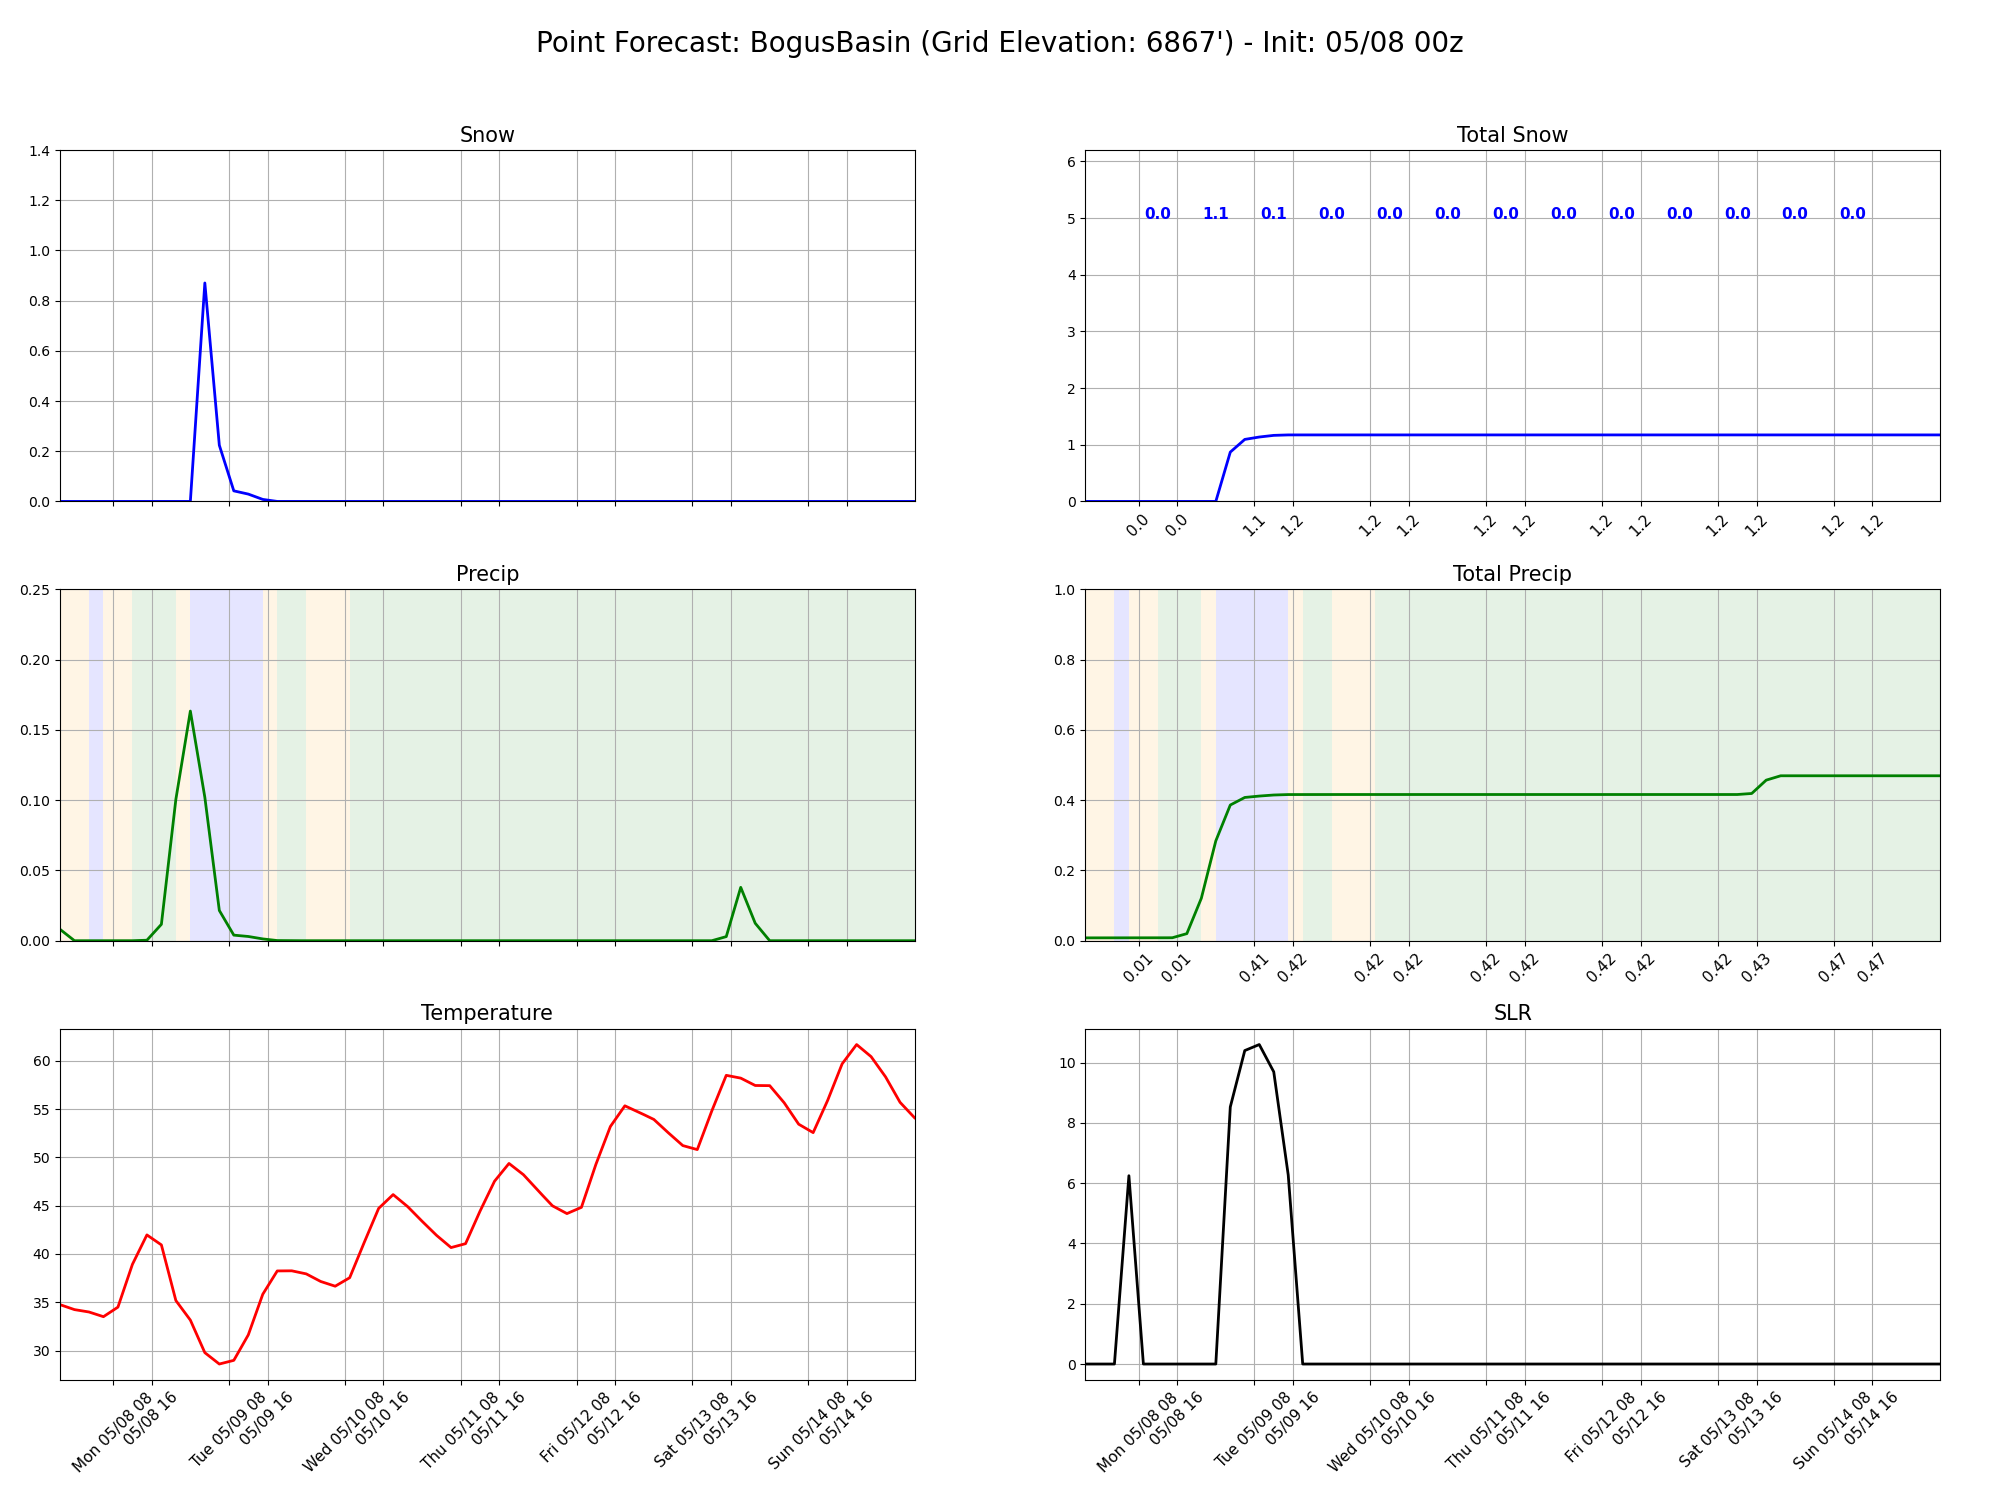 Point Forecast: BogusBasin (Grid Elevation: 6867') - Init: 05/08 00z
Snow
1.4
1.2
1.0
0.8
0.6
0.4
0.2
0.0
Total Snow
6
5
4
3
2
1
0
0.0 1.1 0.1 0.0 0.0 0.0 0.0 0.0 0.0 0.0 0.0 0.0 0.0
0.0 0.0 1.1 1.2 1.2 1.2 1.2 1.2 1.2 1.2 1.2 1.2 1.2 1.2
Precip
0.25
0.20
0.15
0.10
0.05
0.00
Total Precip
1.0
0.8
0.6
0.4
0.2
0.0
0.01 0.01 0.41 0.42 0.42 0.42 0.42 0.42 0.42 0.42 0.42 0.43 0.47 0.47
Temperature
60
55
50
45
40
35
30
Mon 05/08 08
05/08 16
Tue 05/09 08
05/09 16
Wed 05/10 08
05/10 16
Thu 05/11 08
05/11 16
Fri 05/12 08
05/12 16
Sat 05/13 08
05/13 16
Sun 05/14 08
05/14 16
SLR
10
8
6
4
2
0
Mon 05/08 08
05/08 16
Tue 05/09 08
05/09 16
Wed 05/10 08
05/10 16
Thu 05/11 08
05/11 16
Fri 05/12 08
05/12 16
Sat 05/13 08
05/13 16
Sun 05/14 08
05/14 16